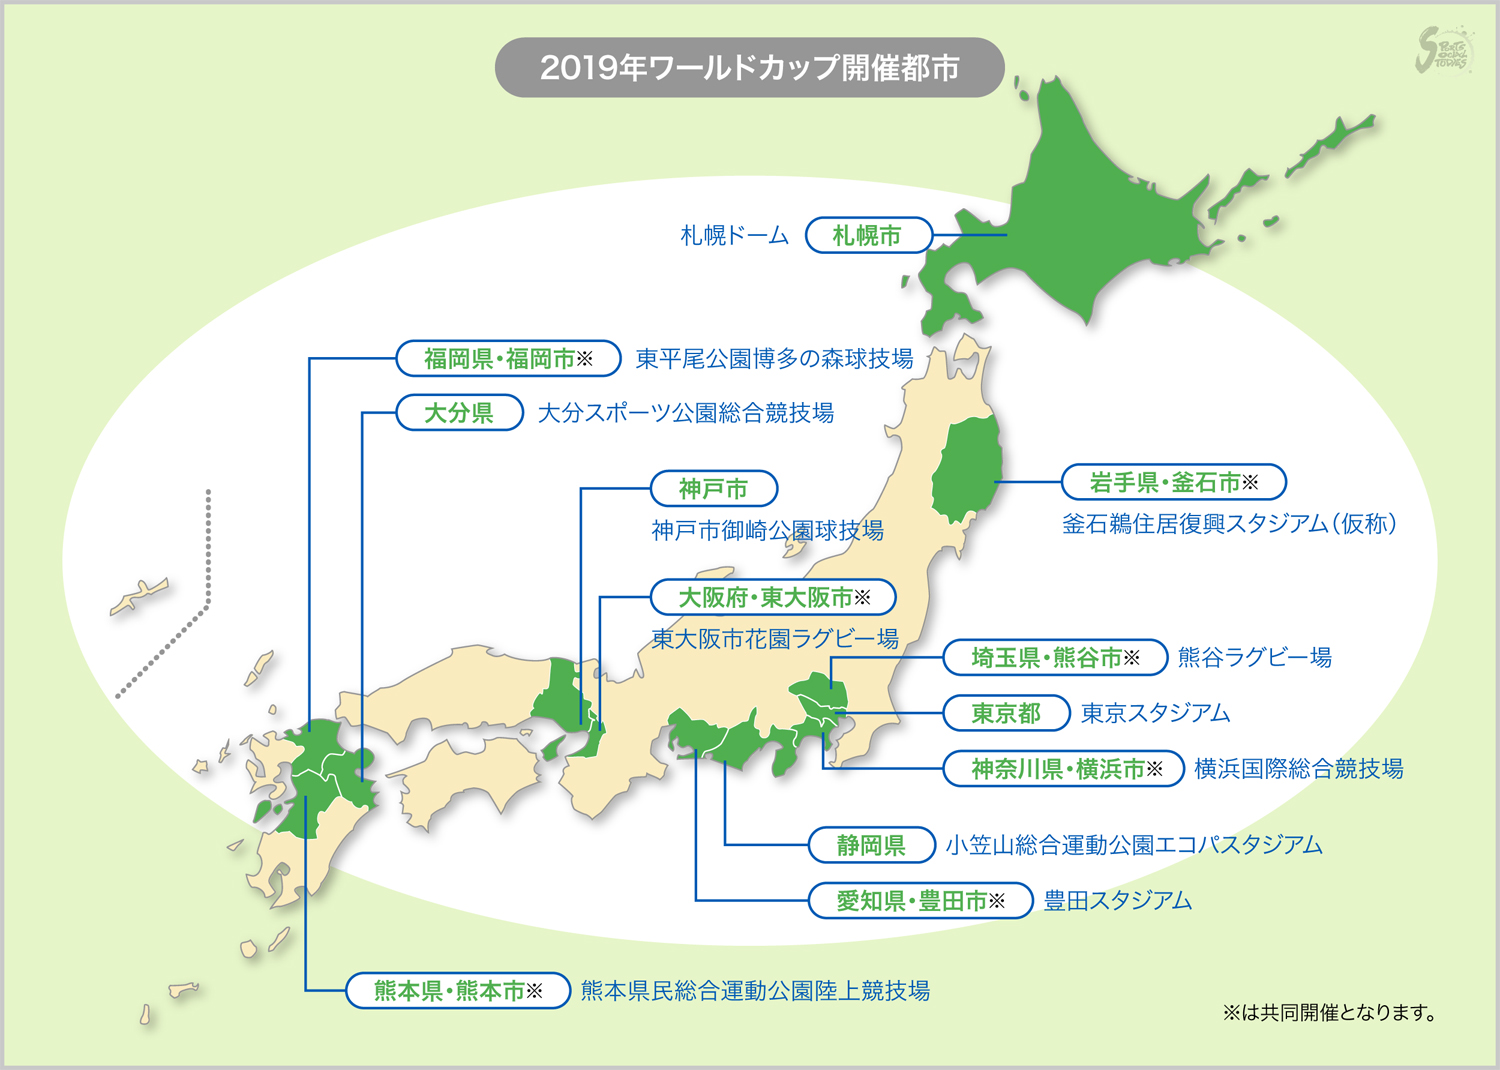 2019年ワールドカップ開催都市
SPORTS SOCIAL STORIES
札幌ドーム 札幌市
福岡県・福岡市※ 東平尾公園博多の森球技場
大分県 大分スポーツ公園総合競技場
神戸市
神戸市御崎公園球技場
岩手県・釜石市※
釜石鵜住居復興スタジアム(仮称)
大阪府・東大阪市※
東大阪市花園ラグビー場
埼玉県・熊谷市※ 熊谷ラグビー場
東京都 東京スタジアム
神奈川県・横浜市※ 横浜国際総合競技場
静岡県 小笠山総合運動公園エコパスタジアム
愛知県・豊田市※ 豊田スタジアム
熊本県・熊本市※ 熊本県民総合運動公園陸上競技場
※は共同開催となります。